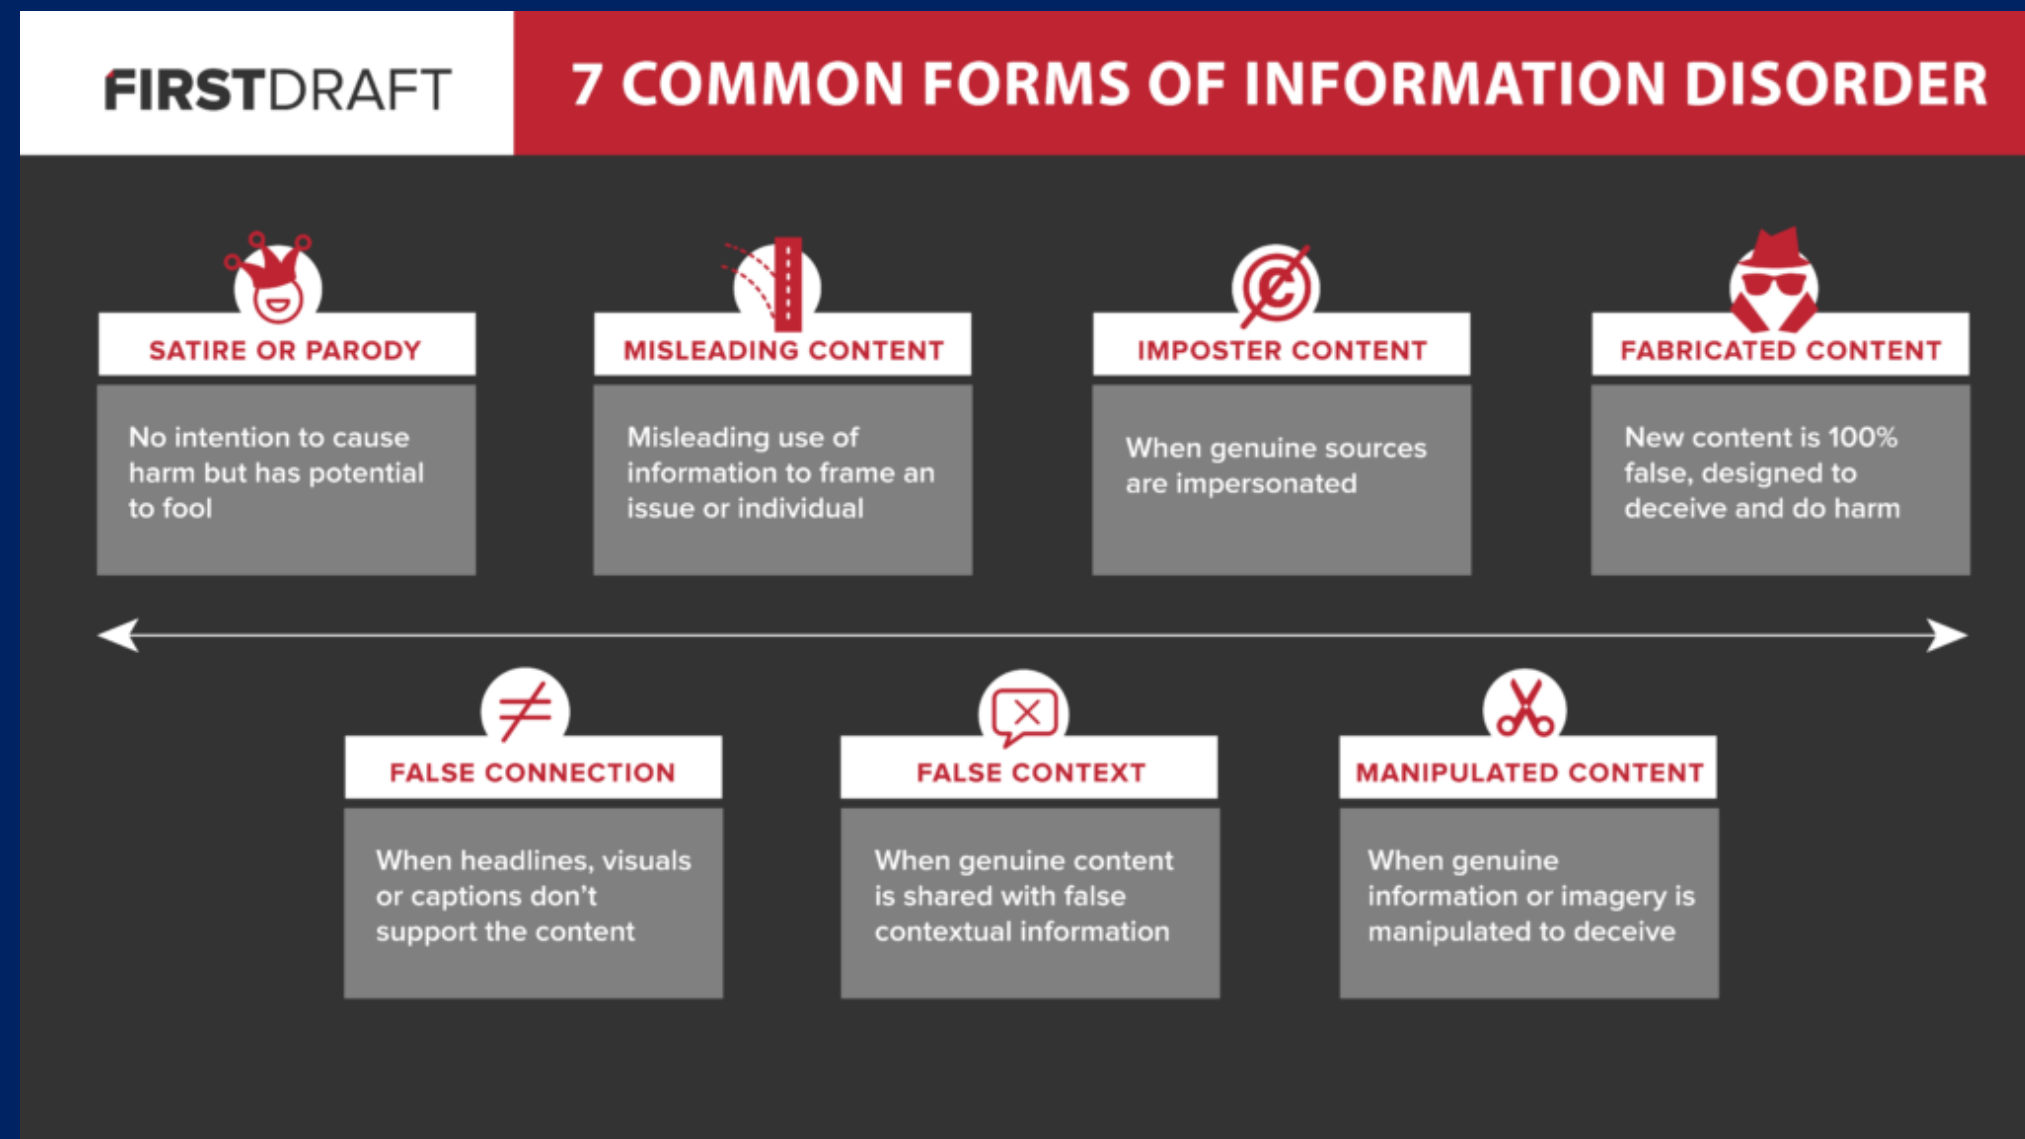 FIRSTDRAFT
7 COMMON FORMS OF INFORMATION DISORDER
SATIRE OR PARODY
No intention to cause
harm but has potential
to fool
MISLEADING CONTENT
Misleading use of
information to frame an
issue or individual
IMPOSTER CONTENT
When genuine sources
are impersonated
FABRICATED CONTENT
New content is 100%
false, designed to
deceive and do harm
FALSE CONNECTION
When headlines, visuals
or captions don't
support the content
FALSE CONTEXT
When genuine content
is shared with false
contextual information
MANIPULATED CONTENT
When genuine
information or imagery is
manipulated to deceive